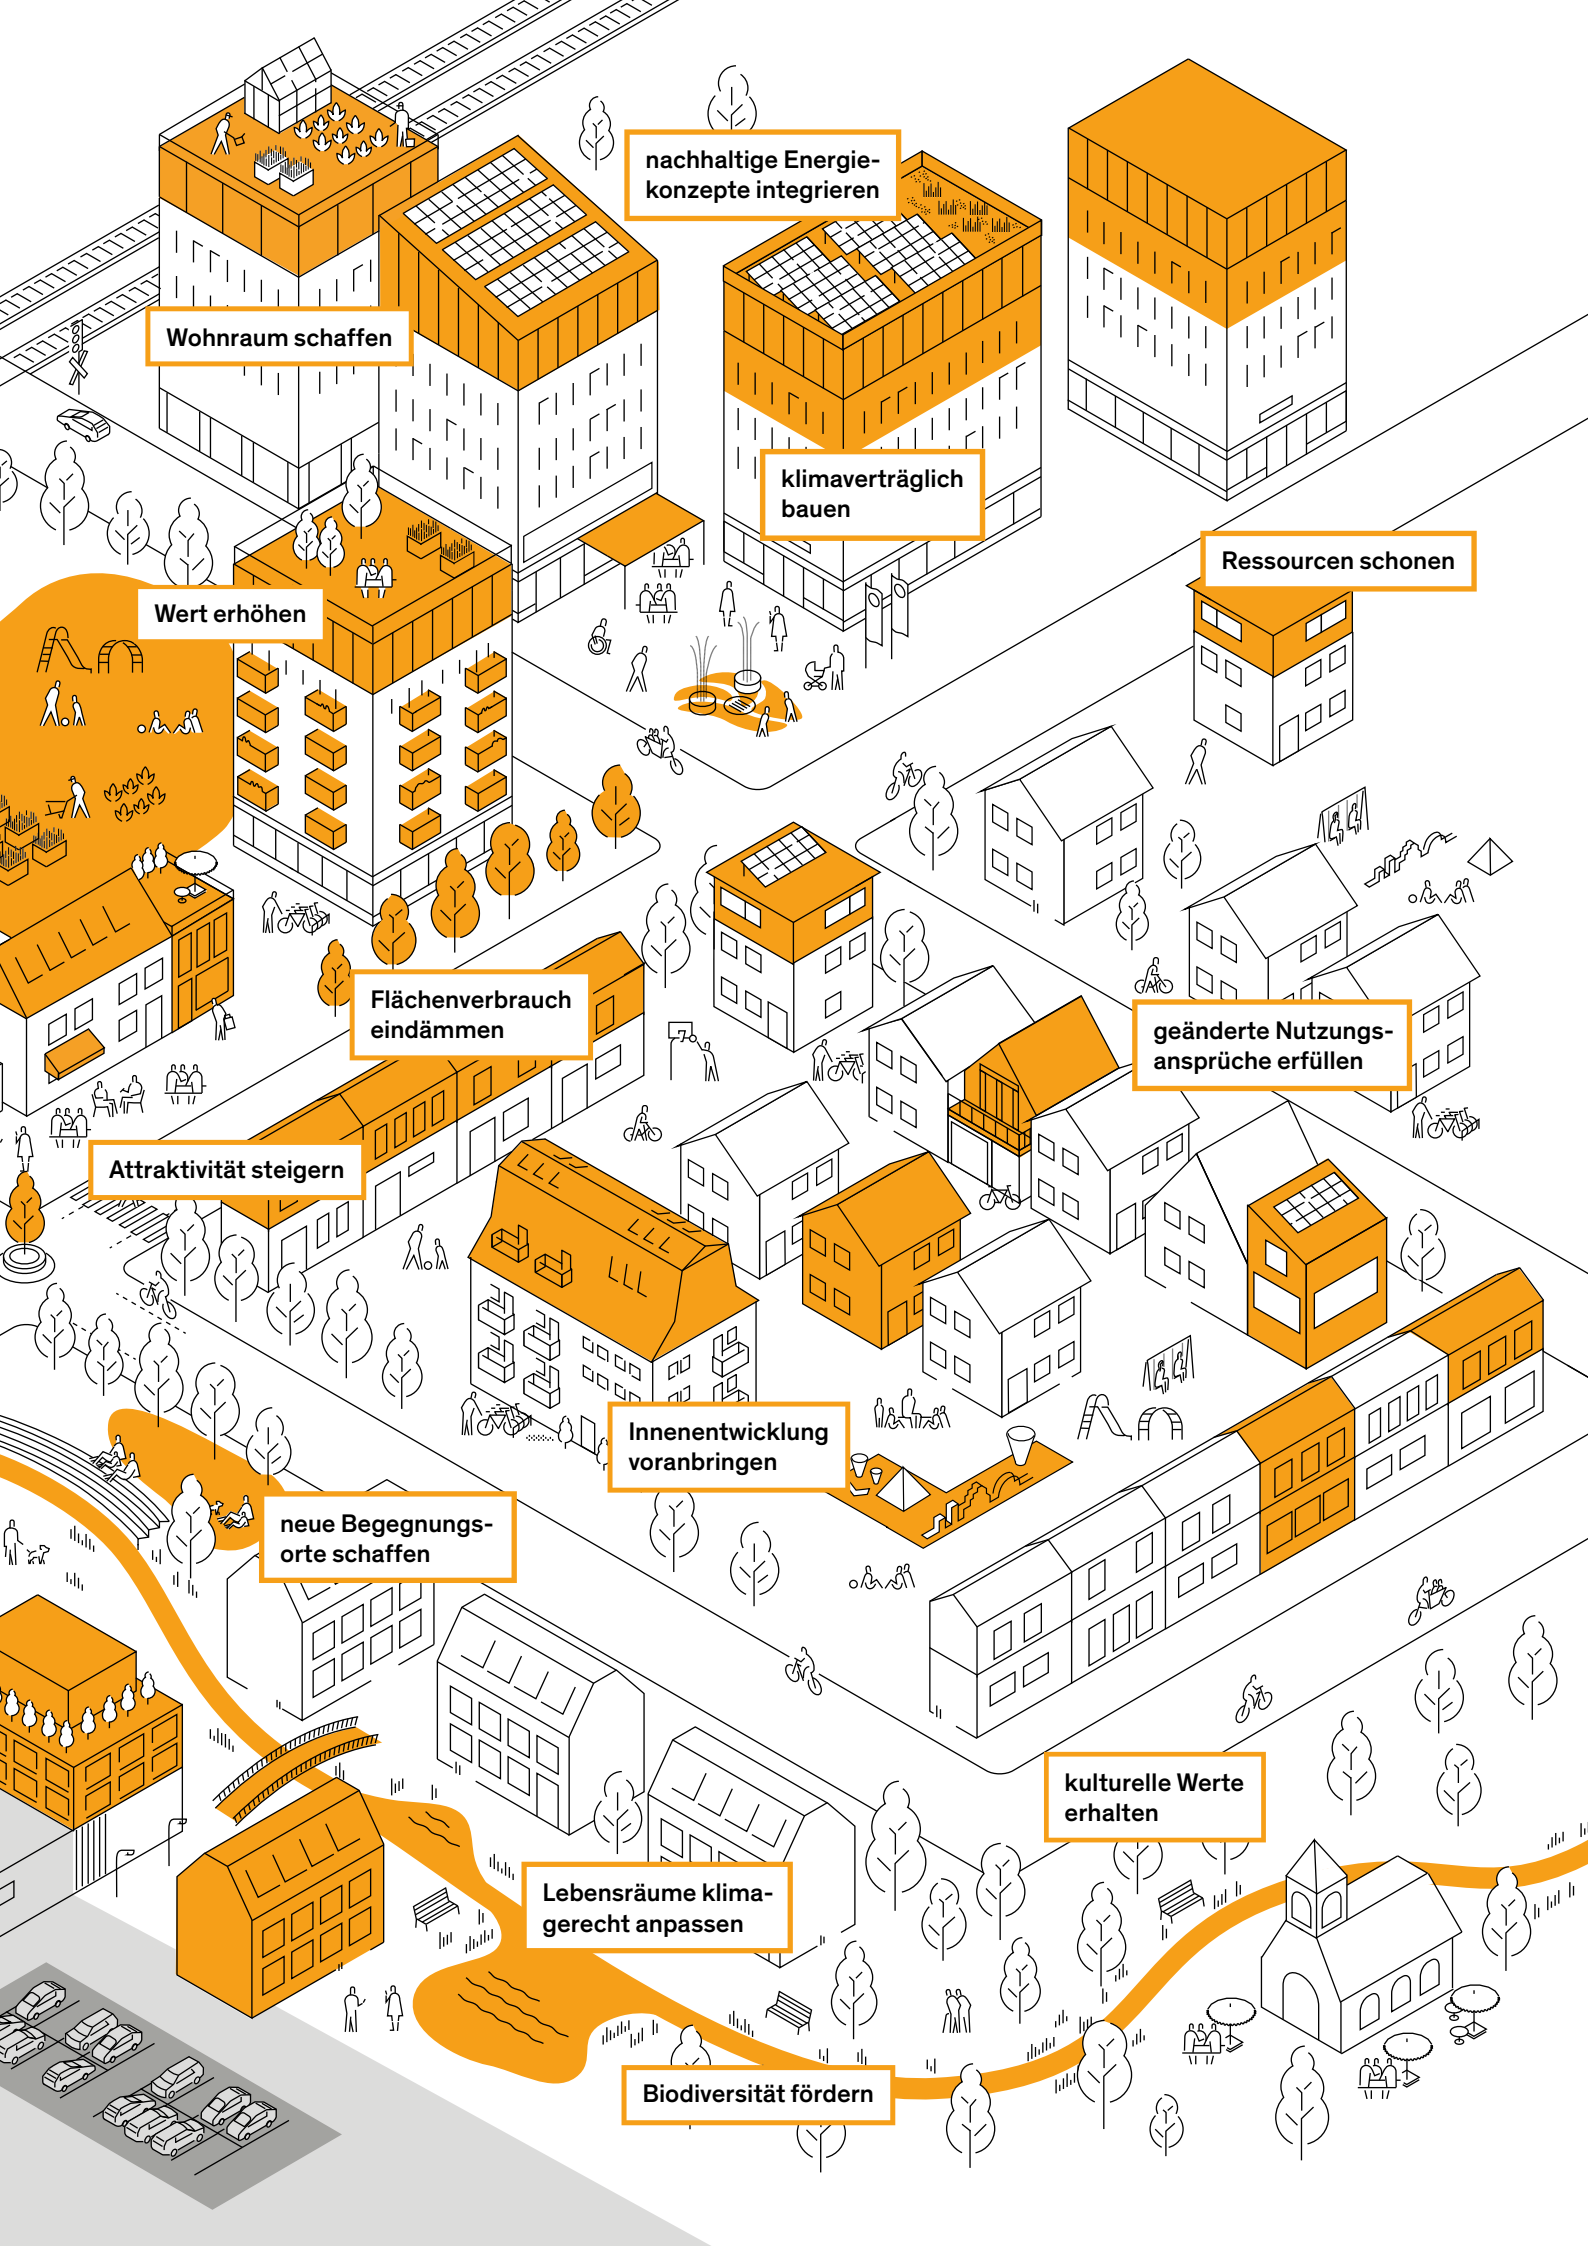 nachhaltige Energie-
konzepte integrieren
Wohnraum schaffen
klimaverträglich
bauen
Ressourcen schonen
Wert erhöhen
Flächenverbrauch
eindämmen
geänderte Nutzungs-
ansprüche erfüllen
Attraktivität steigern
Innenentwicklung
voranbringen
neue Begegnungs-
orte schaffen
kulturelle Werte
erhalten
Lebensräume klima-
gerecht anpassen
Biodiversität fördern